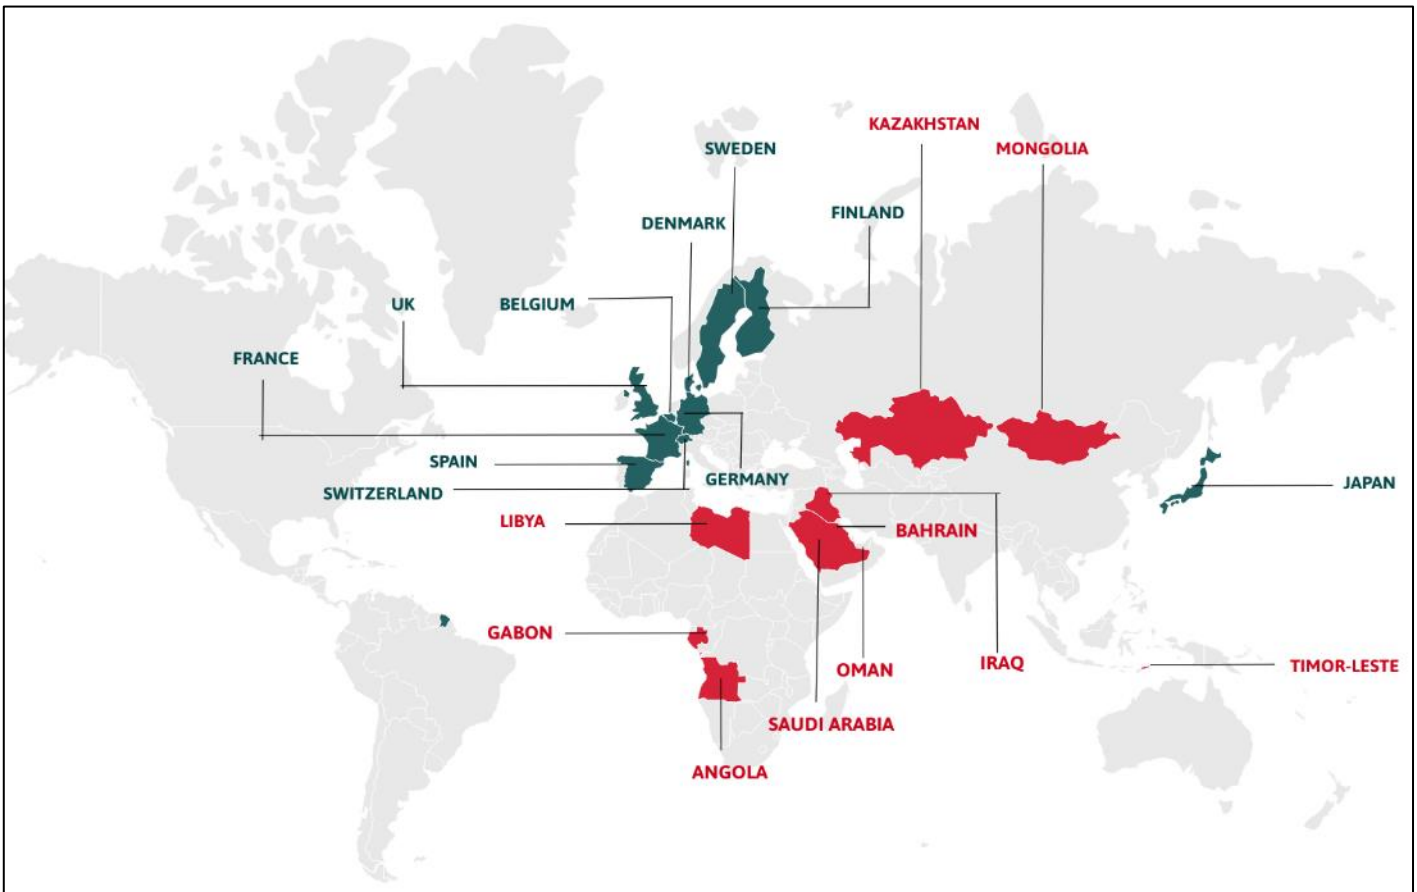 KAZAKHSTAN
SWEDEN
MONGOLIA
DENMARK
FINLAND
UK
BELGIUM
FRANCE
SPAIN
GERMANY
JAPAN
SWITZERLAND
LIBYA
BAHRAIN
GABON
OMAN
IRAQ
TIMOR-LESTE
SAUDI ARABIA
ANGOLA